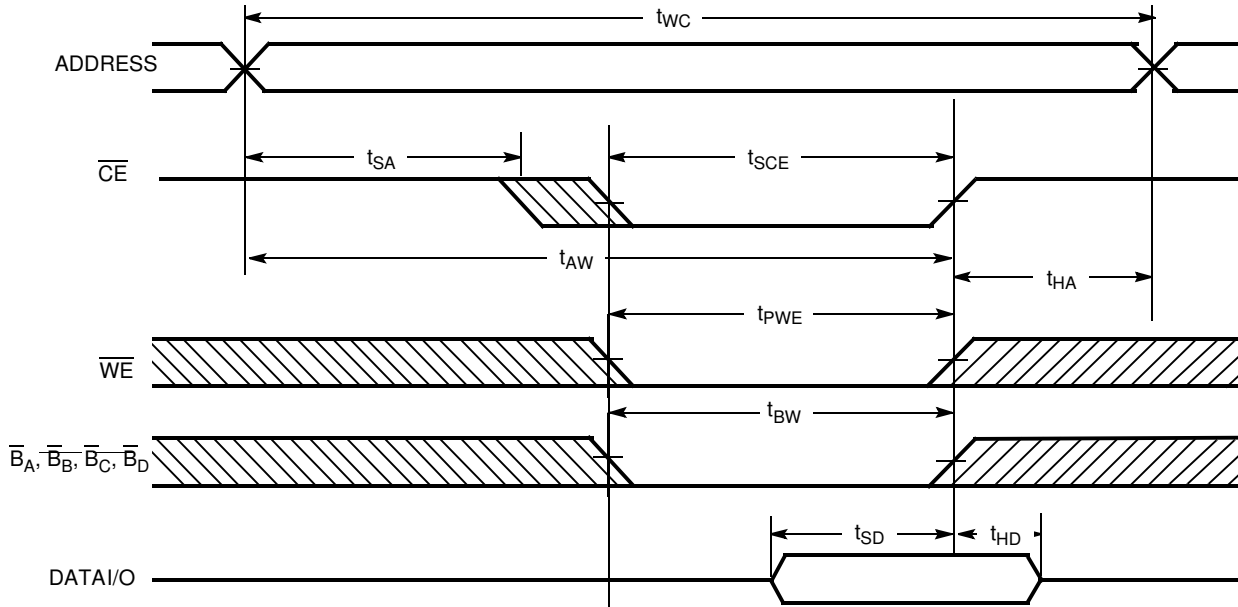 tWC
ADDRESS
tSA
tSCE
CE
tAW
tHA
tPWE
WE
tBW
BA, BB, BC, BD
tSD
tHD
DATAI/O